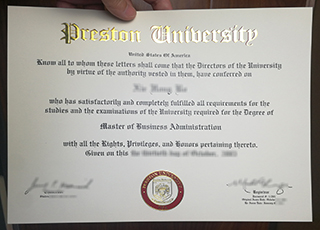 Preston University
United States Of America
Know all to whom these letters shall come that the Directors of the University
by virtue of the authority vested in them, have conferred on
who has satisfactorily and completely fulfilled all requirements for the
studies and the examinations of the University required for the Degree of
Master of Business Administration
with all the Rights, Privileges, and Honors pertaining thereto.
Given on this
Registrar